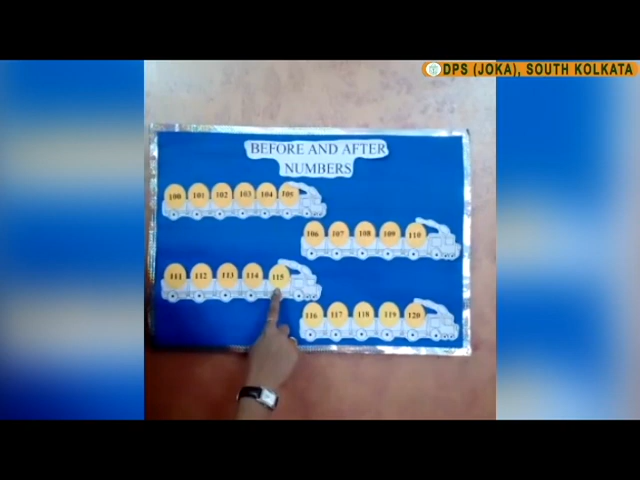 DPS (JOKA), SOUTH KOLKATA
BEFORE AND AFTER
NUMBERS
100 101 102 103 104 105
106 107 108 109 110
111 112 113 114 115
116 117 118 119 120